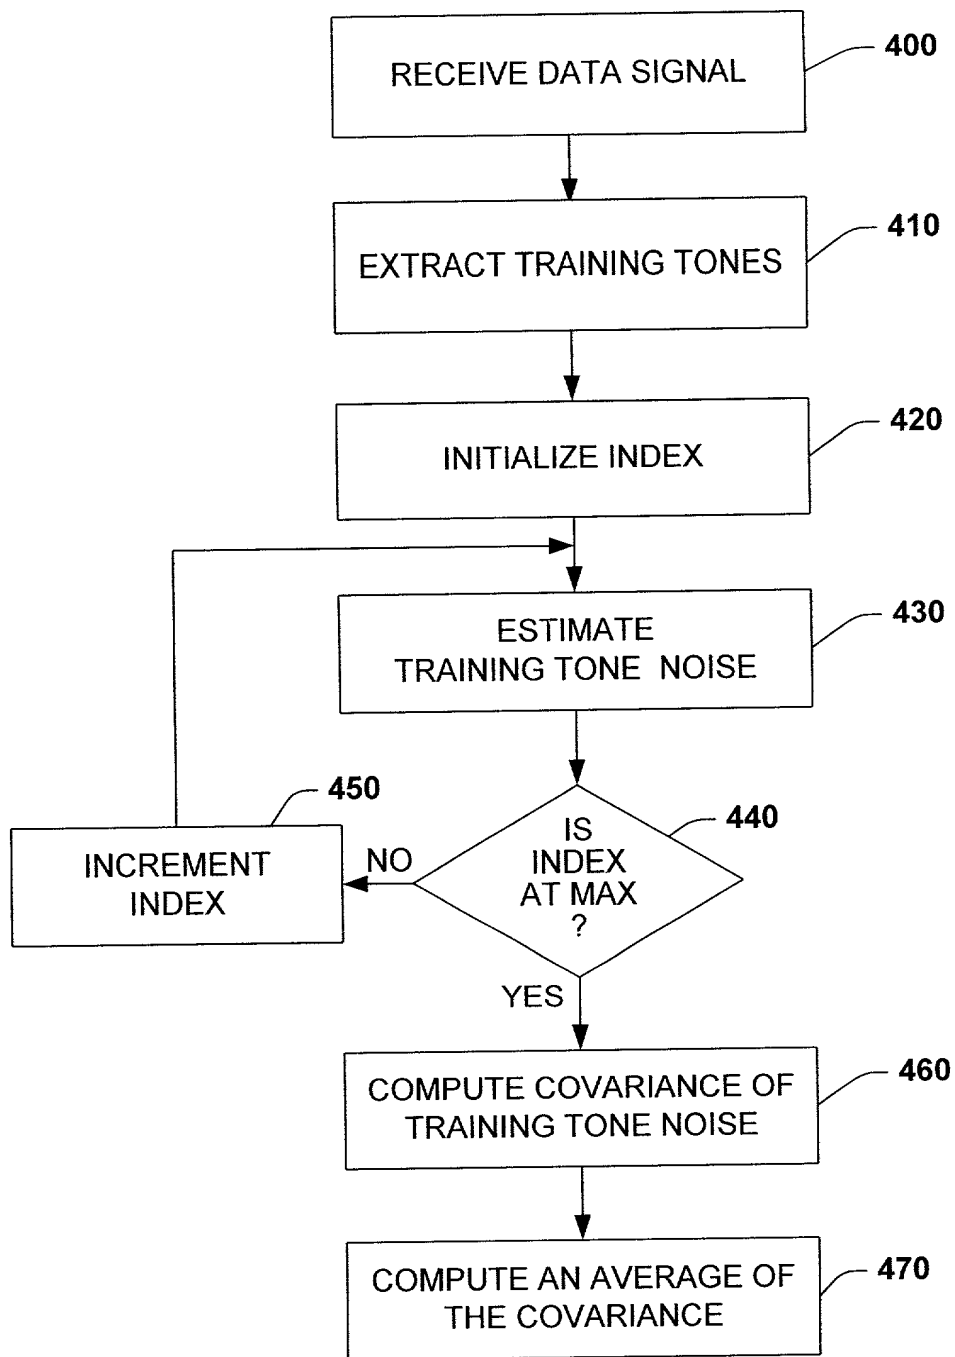 RECEIVE DATA SIGNAL
400
EXTRACT TRAINING TONES
410
INITIALIZE INDEX
420
ESTIMATE
TRAINING TONE NOISE
430
IS
INDEX
AT MAX
?
440
NO
450
INCREMENT
INDEX
YES
COMPUTE COVARIANCE OF
TRAINING TONE NOISE
460
COMPUTE AN AVERAGE OF
THE COVARIANCE
470